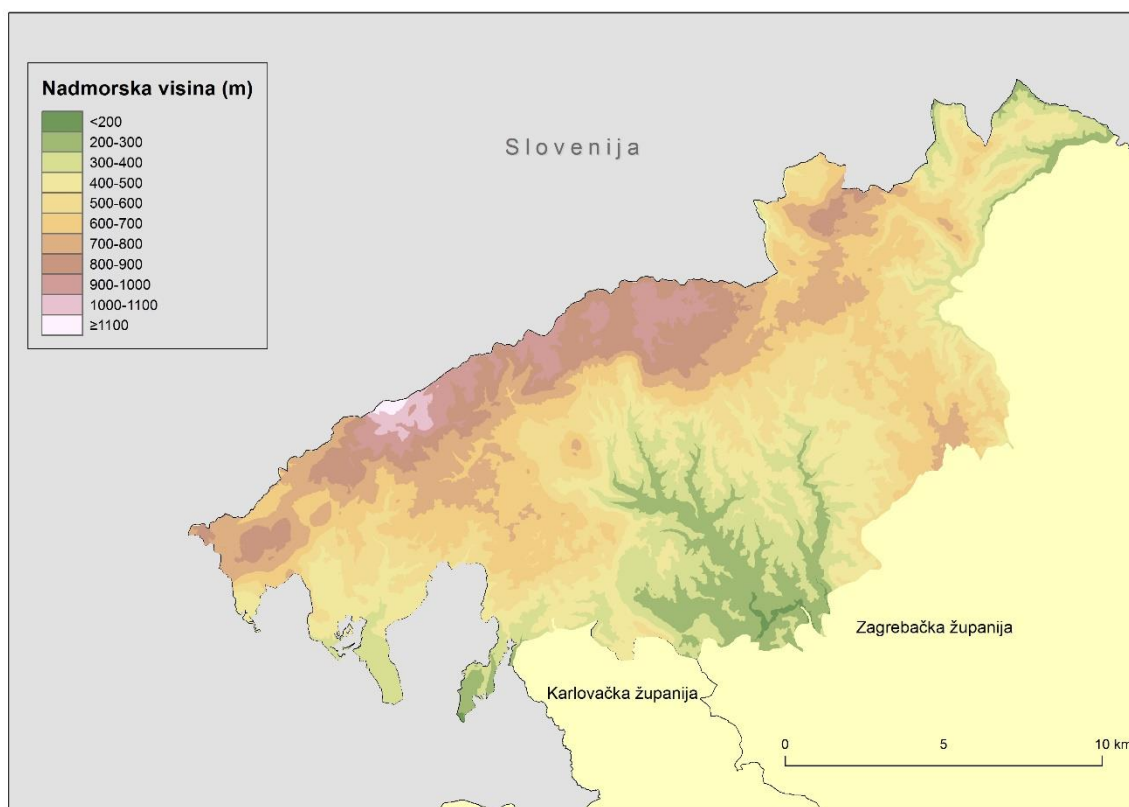 Nadmorska visina (m)
<200
200-300
300-400
400-500
500-600
600-700
700-800
800-900
900-1000
1000-1100
≥1100
Slovenija
Zagrebačka županija
Karlovačka županija
0 5 10 km